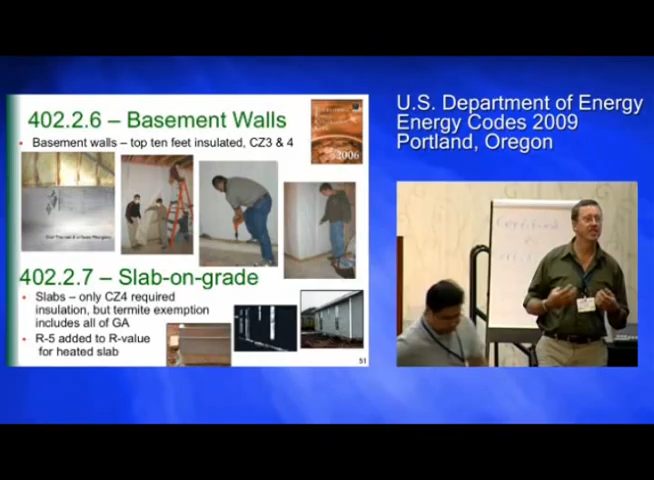 402.2.6 – Basement Walls
• Basement walls – top ten feet insulated, CZ3 & 4
2006
402.2.7 – Slab-on-grade
• Slabs – only CZ4 required
insulation, but termite exemption
includes all of GA
• R-5 added to R-value
for heated slab
51
U.S. Department of Energy
Energy Codes 2009
Portland, Oregon